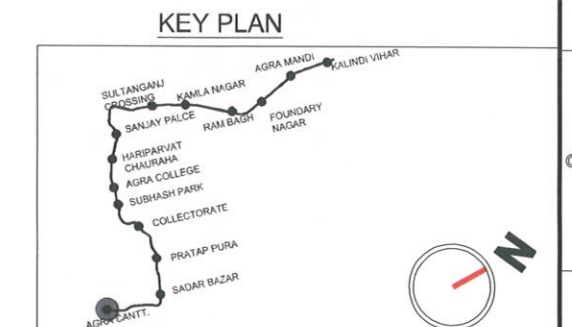 KEY PLAN
AGRA MANDI
KALINDI VIHAR
SULTANGANJ
CROSSING
KAMLA NAGAR
RAM BAGH
FOUNDARY
NAGAR
SANJAY PALCE
HARIPARVAT
CHAURAHA
AGRA COLLEGE
SUBHASH PARK
COLLECTORATE
PRATAP PURA
SADAR BAZAR
AGRA CANTT.
N